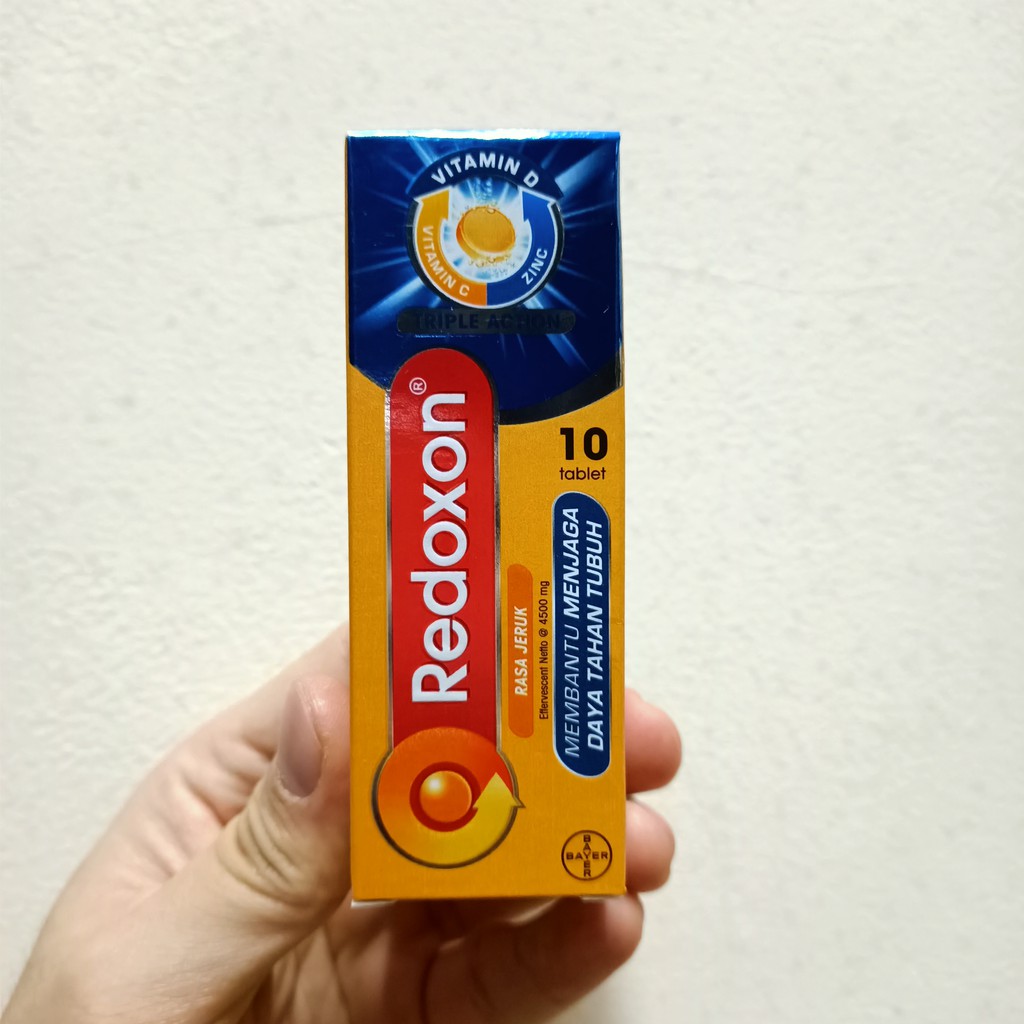 VITAMIN D
VITAMIN C
ZINC
TRIPLE ACTION
Redoxon®
10
tablet
RASA JERUK
Effervescent Netto @ 4500 mg
MEMBANTU MENJAGA
DAYA TAHAN TUBUH
BAYER
BAYER